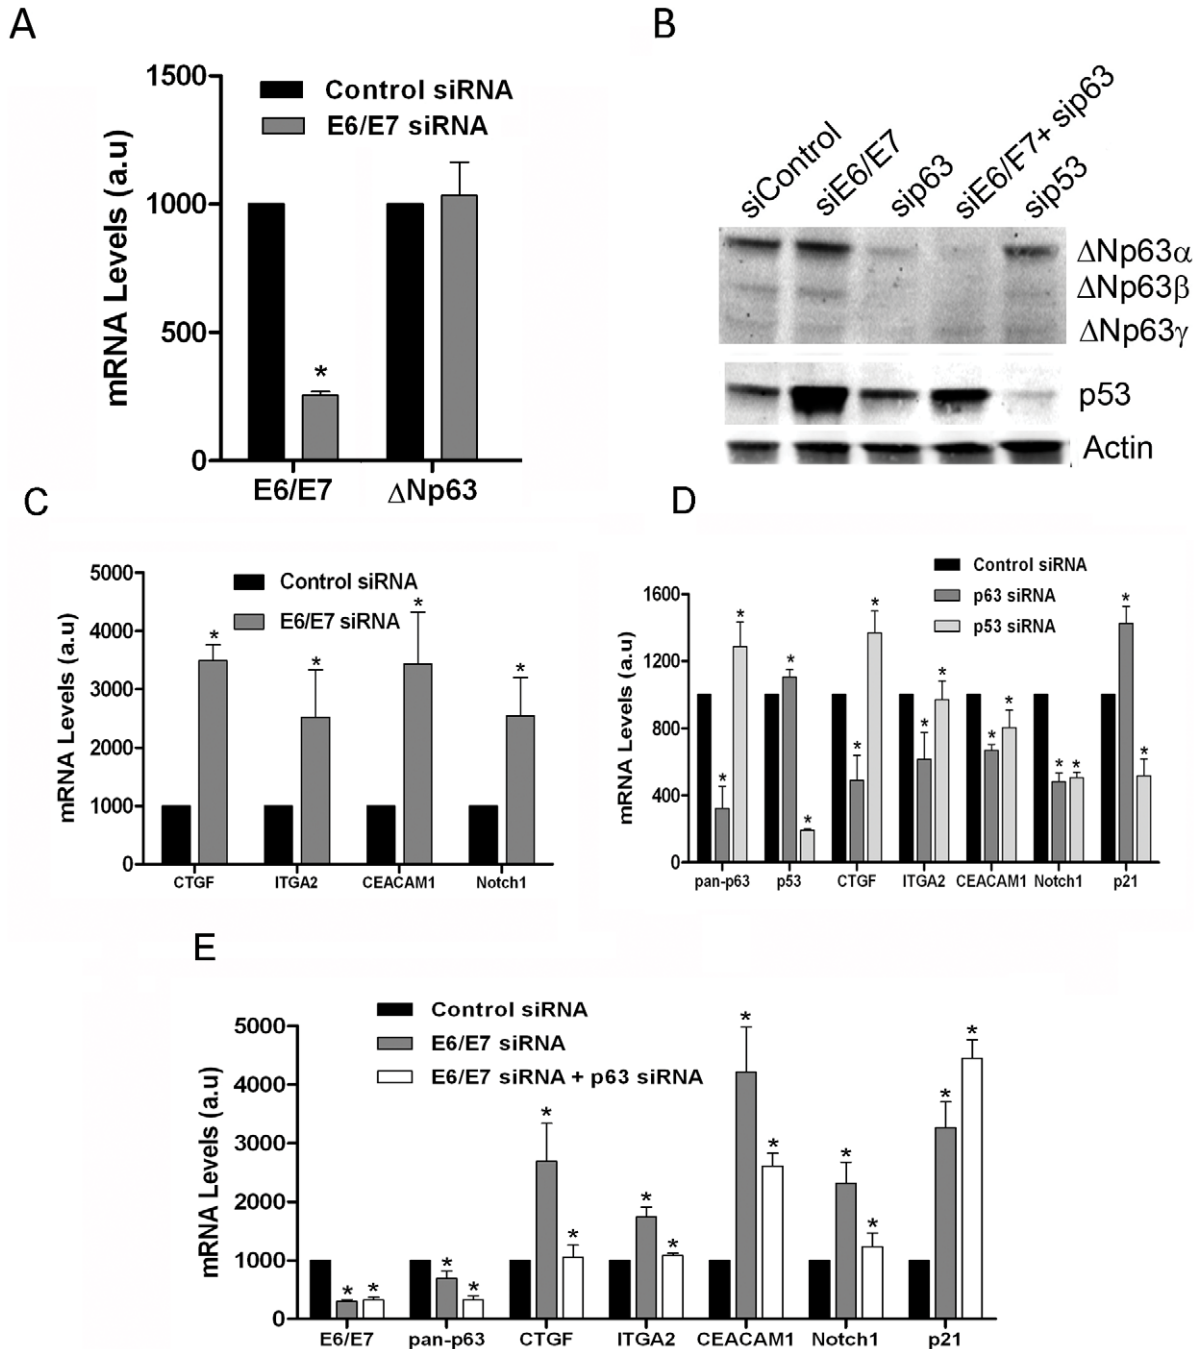 A
1500
1000
500
0
mRNA Levels (a.u)
Control siRNA
E6/E7 siRNA
*
E6/E7
ΔNp63
B
siControl
siE6/E7
sip63
siE6/E7+ sip63
sip53
ΔNp63α
ΔNp63β
ΔNp63γ
p53
Actin
C
5000
4000
3000
2000
1000
0
mRNA Levels (a.u)
Control siRNA
E6/E7 siRNA
* * * *
CTGF ITGA2 CEACAM1 Notch1
D
1600
1200
800
400
0
mRNA Levels (a.u)
Control siRNA
p63 siRNA
p53 siRNA
* * * * * * * * * * * * * *
pan-p63 p53 CTGF ITGA2 CEACAM1 Notch1 p21
E
5000
4000
3000
2000
1000
0
mRNA Levels (a.u)
Control siRNA
E6/E7 siRNA
E6/E7 siRNA + p63 siRNA
* * * * * * * * * * * * * *
E6/E7 pan-p63 CTGF ITGA2 CEACAM1 Notch1 p21